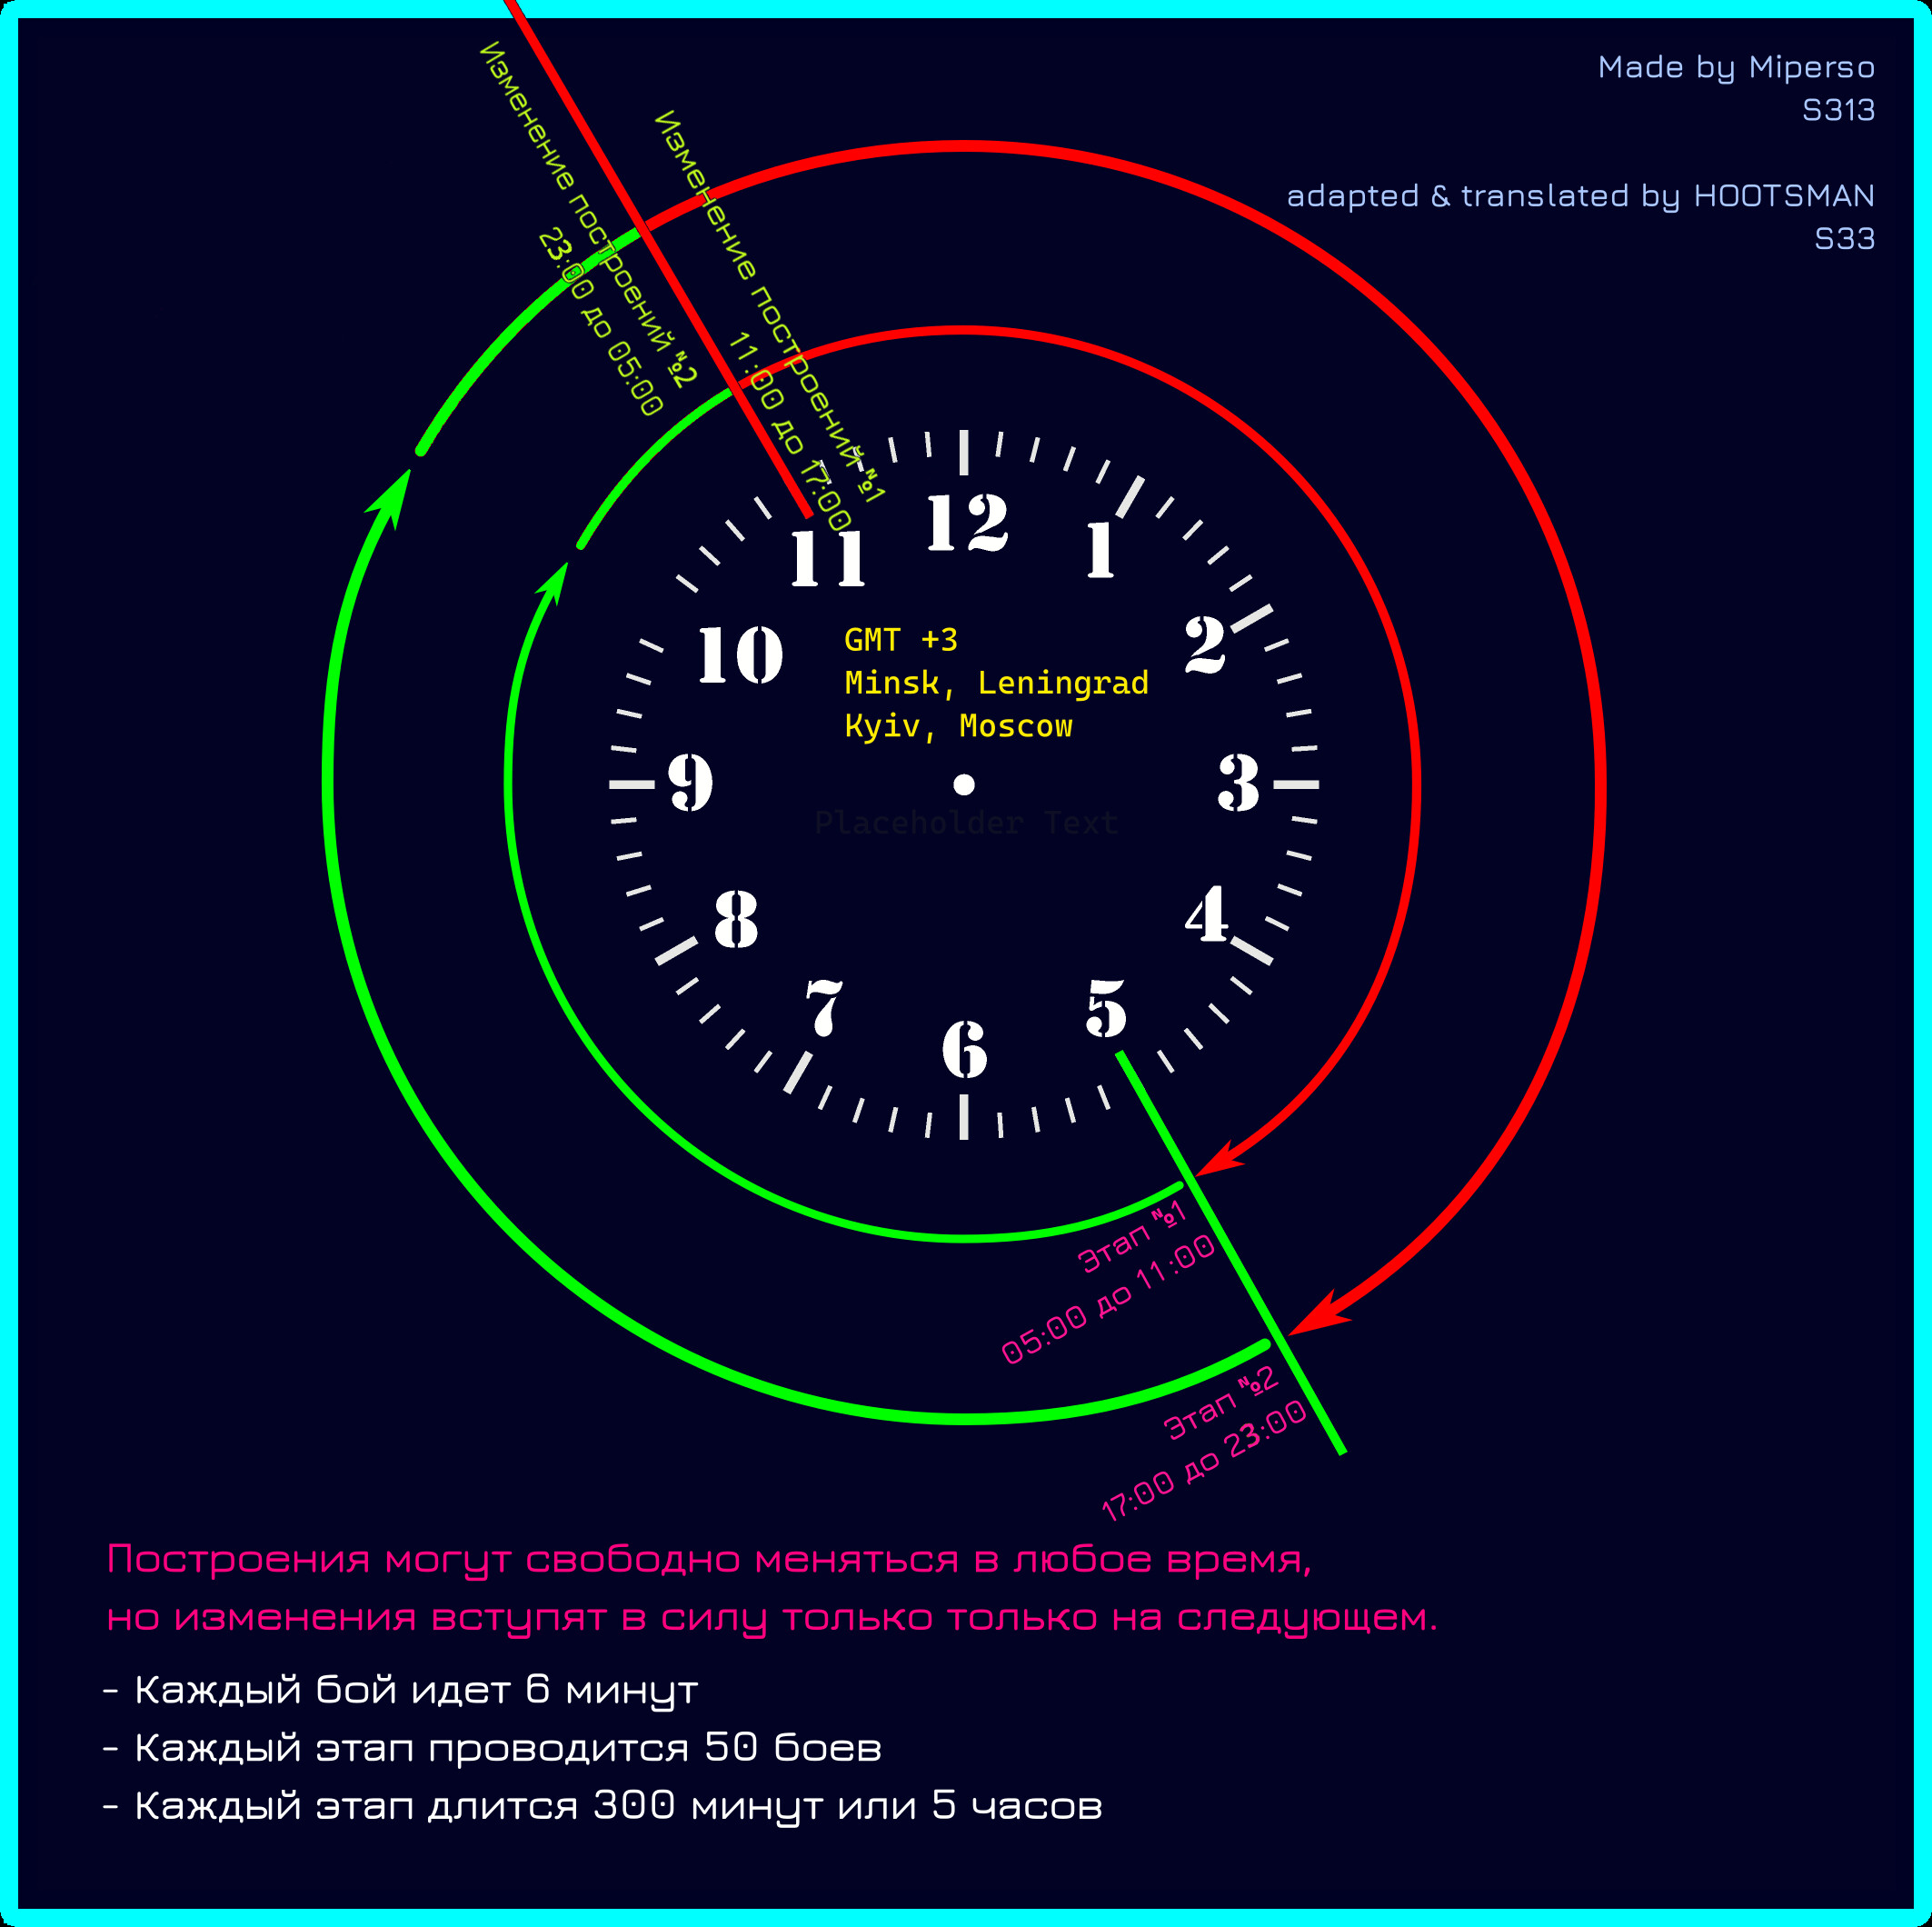 Made by Miperso
S313
adapted & translated by HOOTSMAN
S33
Изменение построений №2
23:00 до 05:00
Изменение построений №1
11:00 до 17:00
12
1
2
3
4
5
6
7
8
9
10
11
GMT +3
Minsk, Leningrad
Kyiv, Moscow
Placeholder Text
Этап №1
05:00 до 11:00
Этап №2
17:00 до 23:00
Построения могут свободно меняться в любое время,
но изменения вступят в силу только только на следующем.
- Каждый бой идет 6 минут
- Каждый этап проводится 50 боев
- Каждый этап длится 300 минут или 5 часов